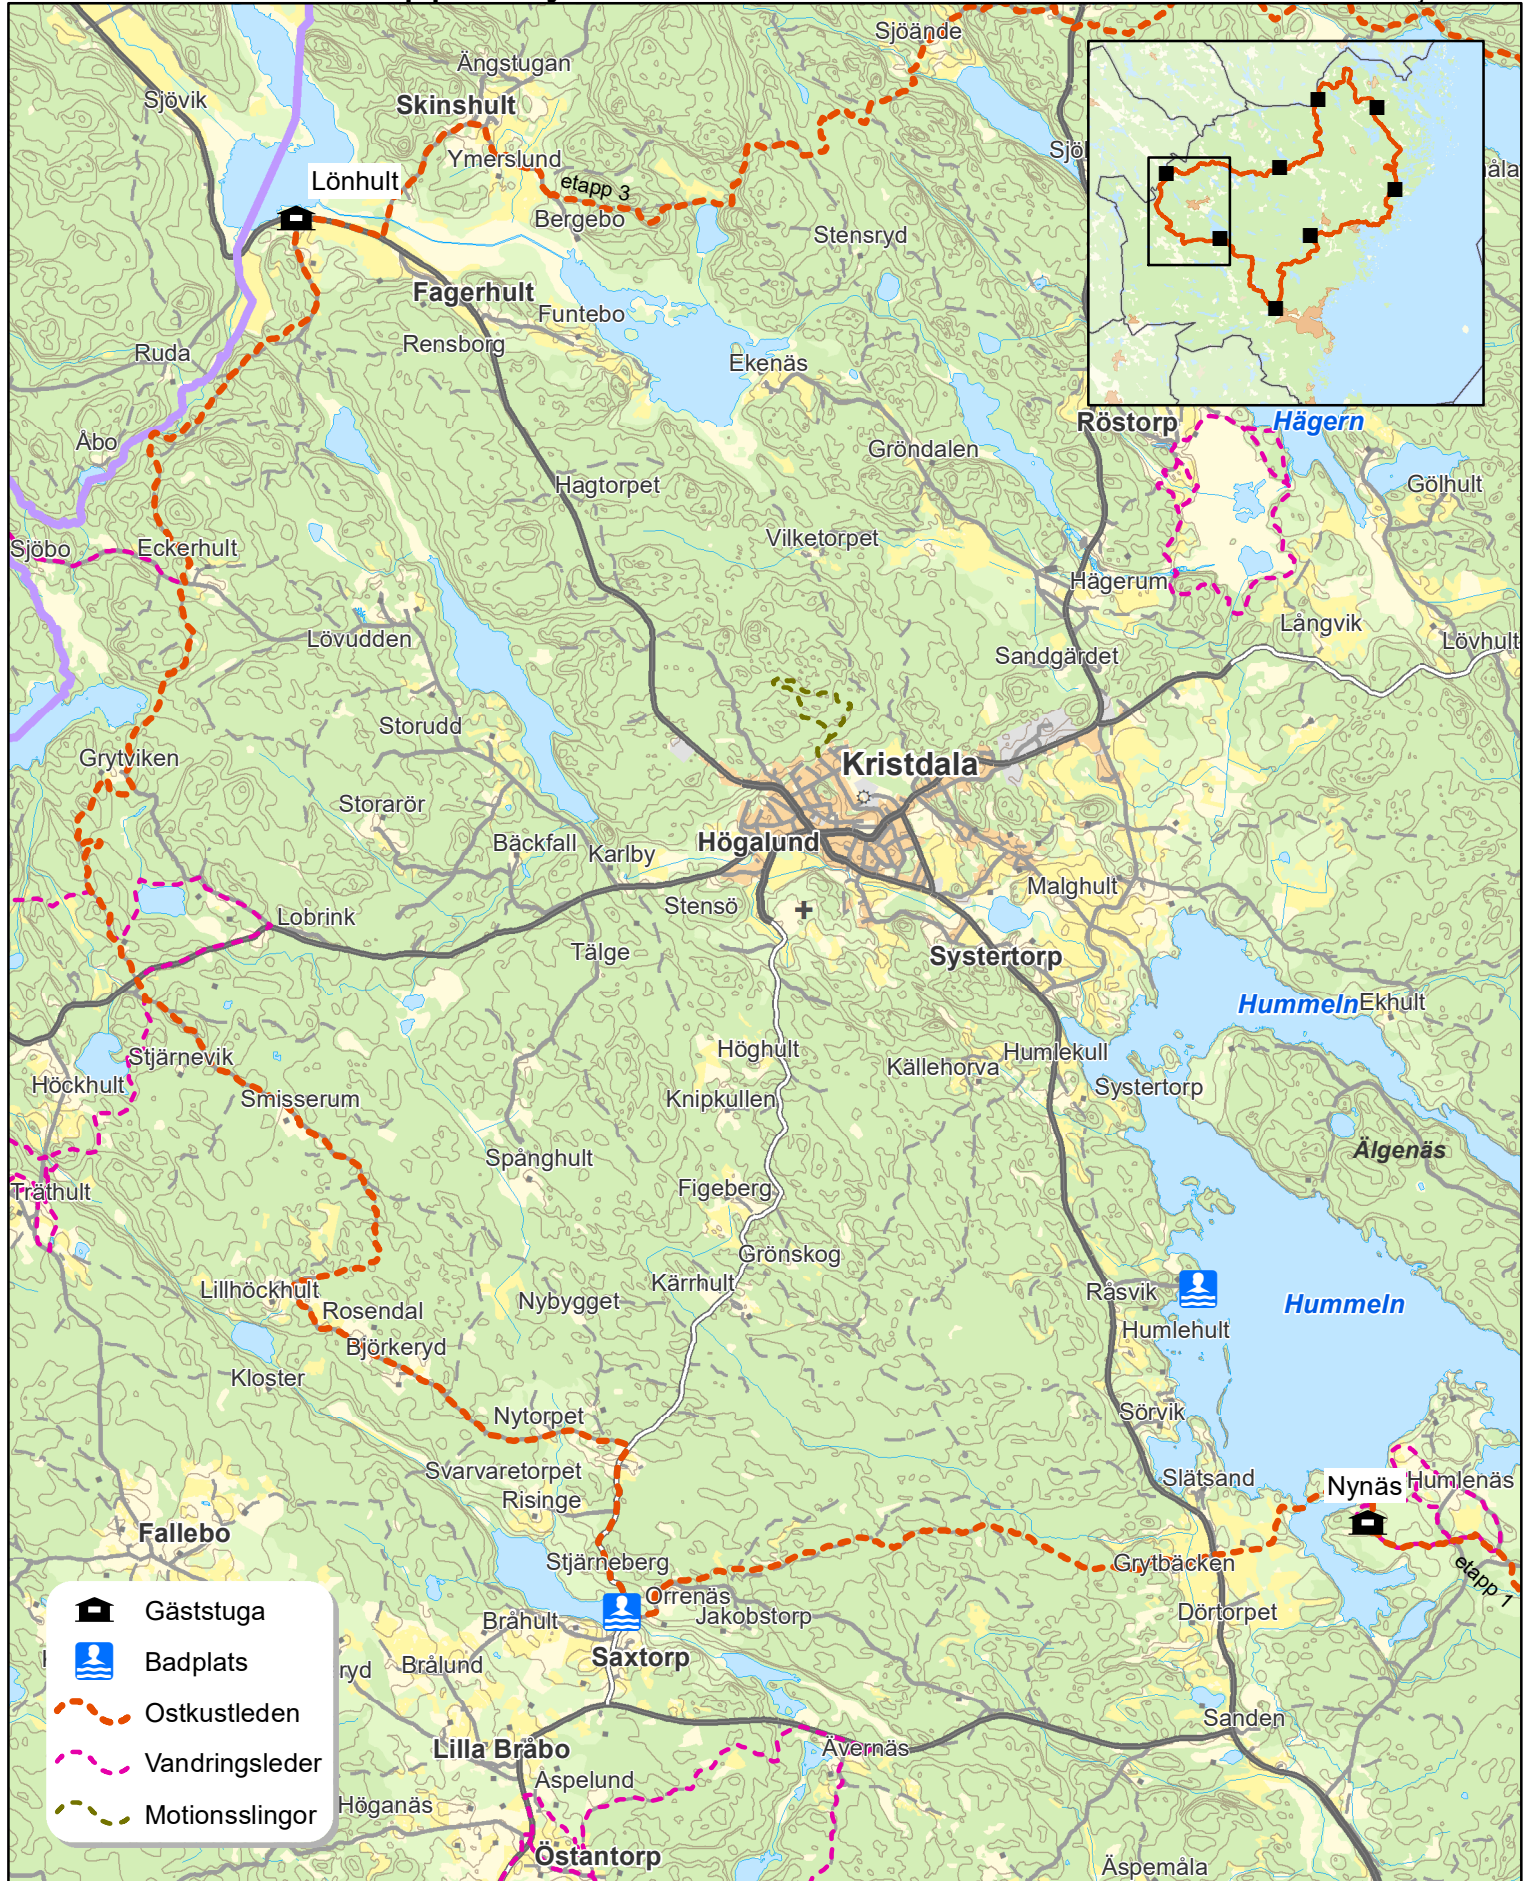 Sjöände
Ängstugan
Sjövik
Skinshult
Ymerslund
Lönhult
etapp 3
Bergebo
Stensryd
Fagerhult
Funtebo
Rensborg
Ruda
Ekenäs
Röstorp
Hägern
Åbo
Gröndalen
Hagtorpet
Gölhult
Vilketorpet
Sjöbo
Eckerhult
Hägerum
Långvik
Lövudden
Lövhult
Sandgärdet
Storudd
Grytviken
Kristdala
Storarör
Bäckfall
Karlby
Högalund
Malghult
Stensö
Lobrink
Tälge
Systertorp
Hummeln
Ekhult
Stjärnevik
Höghult
Humlekull
Källehorva
Höckhult
Systertorp
Smisserum
Knipkullen
Älgenäs
Spånghult
Träthult
Figeberg
Grönskog
Lillhöckhult
Kärrhult
Råsvik
Rosendal
Nybygget
Hummeln
Humlehult
Björkeryd
Kloster
Nytorpet
Sörvik
Svarvaretorpet
Slätsand
Nynäs
Humlenäs
Risinge
Fallebo
Stjärneberg
Grytbäcken
etapp 1
Orrenäs
Jakobstorp
Dörtorpet
Bråhult
Saxtorp
Brålund
ryd
Sanden
Lilla Bråbo
Ävernäs
Äspelund
Höganäs
Östantorp
Äspemåla
Gäststuga
Badplats
Ostkustleden
Vandringsleder
Motionsslingor